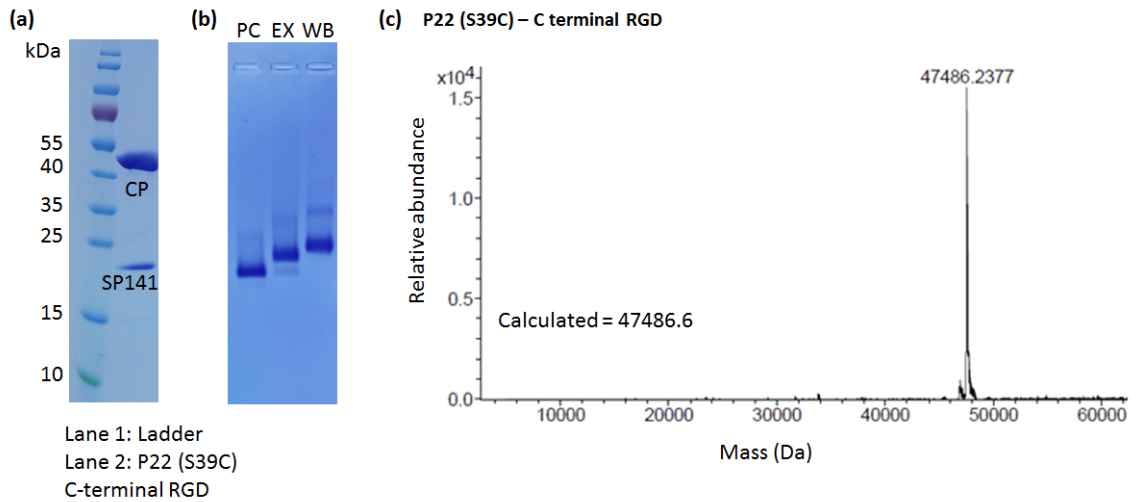 (a)
kDa
55
40
35
25
15
10
CP
SP141
Lane 1: Ladder
Lane 2: P22 (S39C)
C-terminal RGD
(b)
PC EX WB
(c) P22 (S39C) – C terminal RGD
x10⁴
1.5
1.0
0.5
0.0
Relative abundance
47486.2377
Calculated = 47486.6
10000 20000 30000 40000 50000 60000
Mass (Da)